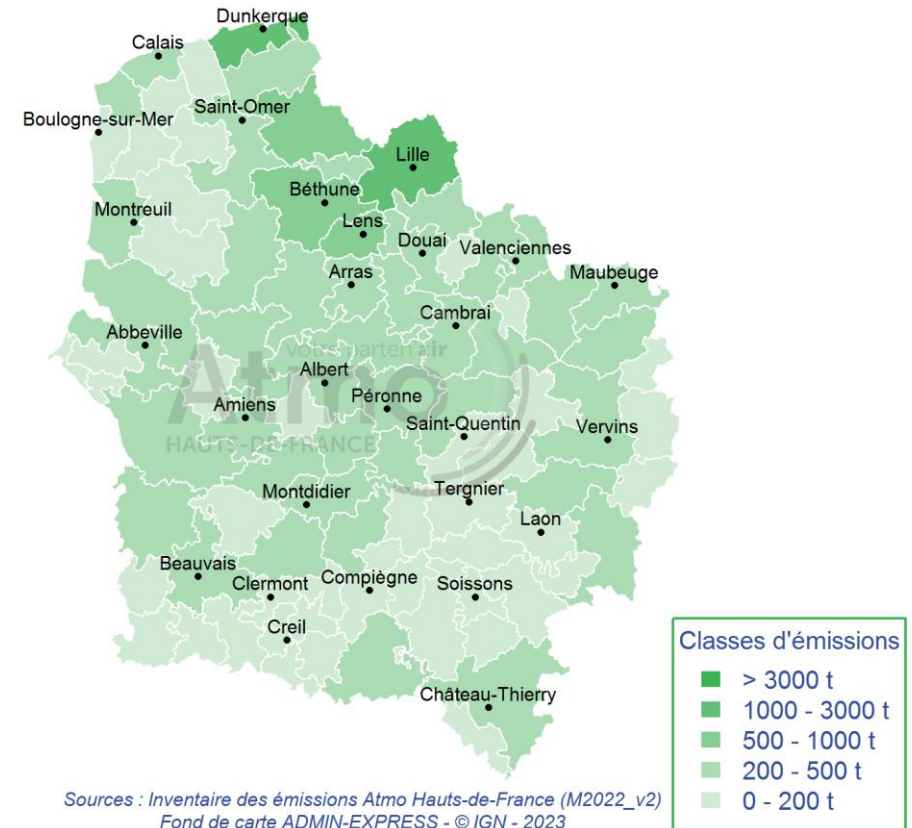 Dunkerque
Calais
Saint-Omer
Boulogne-sur-Mer
Lille
Béthune
Montreuil
Lens
Douai
Valenciennes
Arras
Maubeuge
Cambrai
Abbeville
votre partenair
Atmo
HAUTS-DE-FRANCE
Albert
Péronne
Amiens
Saint-Quentin
Vervins
Montdidier
Tergnier
Laon
Beauvais
Clermont
Compiègne
Soissons
Creil
Château-Thierry
Classes d'émissions
> 3000 t
1000 - 3000 t
500 - 1000 t
200 - 500 t
0 - 200 t
Sources : Inventaire des émissions Atmo Hauts-de-France (M2022_v2)
Fond de carte ADMIN-EXPRESS - © IGN - 2023